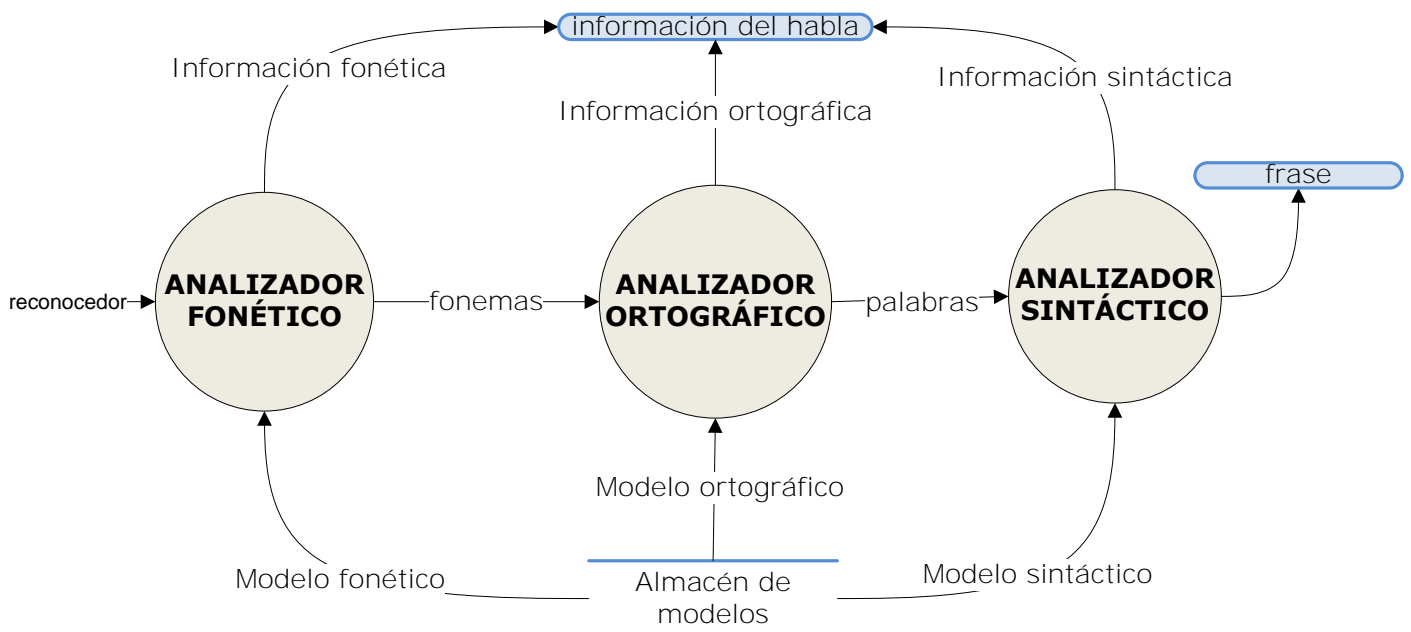 información del habla
Información fonética
Información sintáctica
Información ortográfica
frase
ANALIZADOR
FONÉTICO
ANALIZADOR
ORTOGRÁFICO
ANALIZADOR
SINTÁCTICO
reconocedor
fonemas
palabras
Modelo ortográfico
Modelo fonético
Almacén de
modelos
Modelo sintáctico